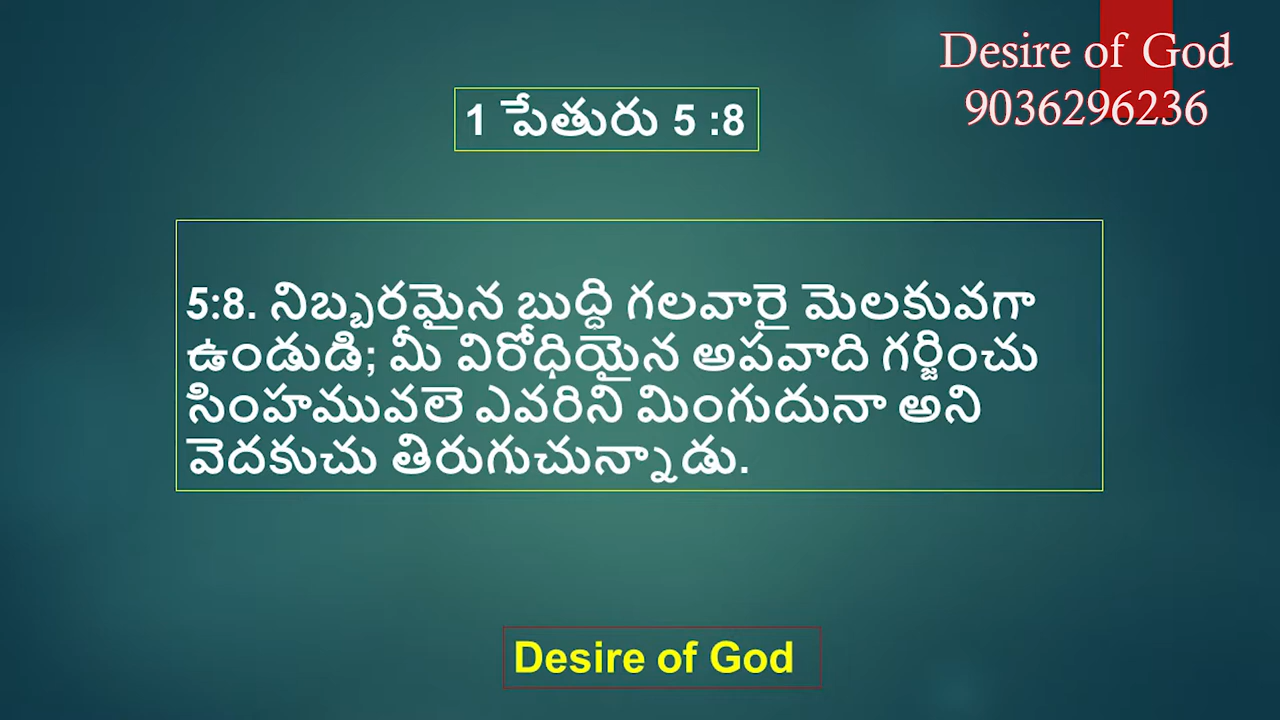 Desire of God
9036296236
1 పేతురు 5 :8
5:8. నిబ్బరమైన బుద్ధి గలవారై మెలకువగా
ఉండుడి; మీ విరోధియైన అపవాది గర్జించు
సింహమువలె ఎవరిని మింగుదునా అని
వెదకుచు తిరుగుచున్నాడు.
Desire of God